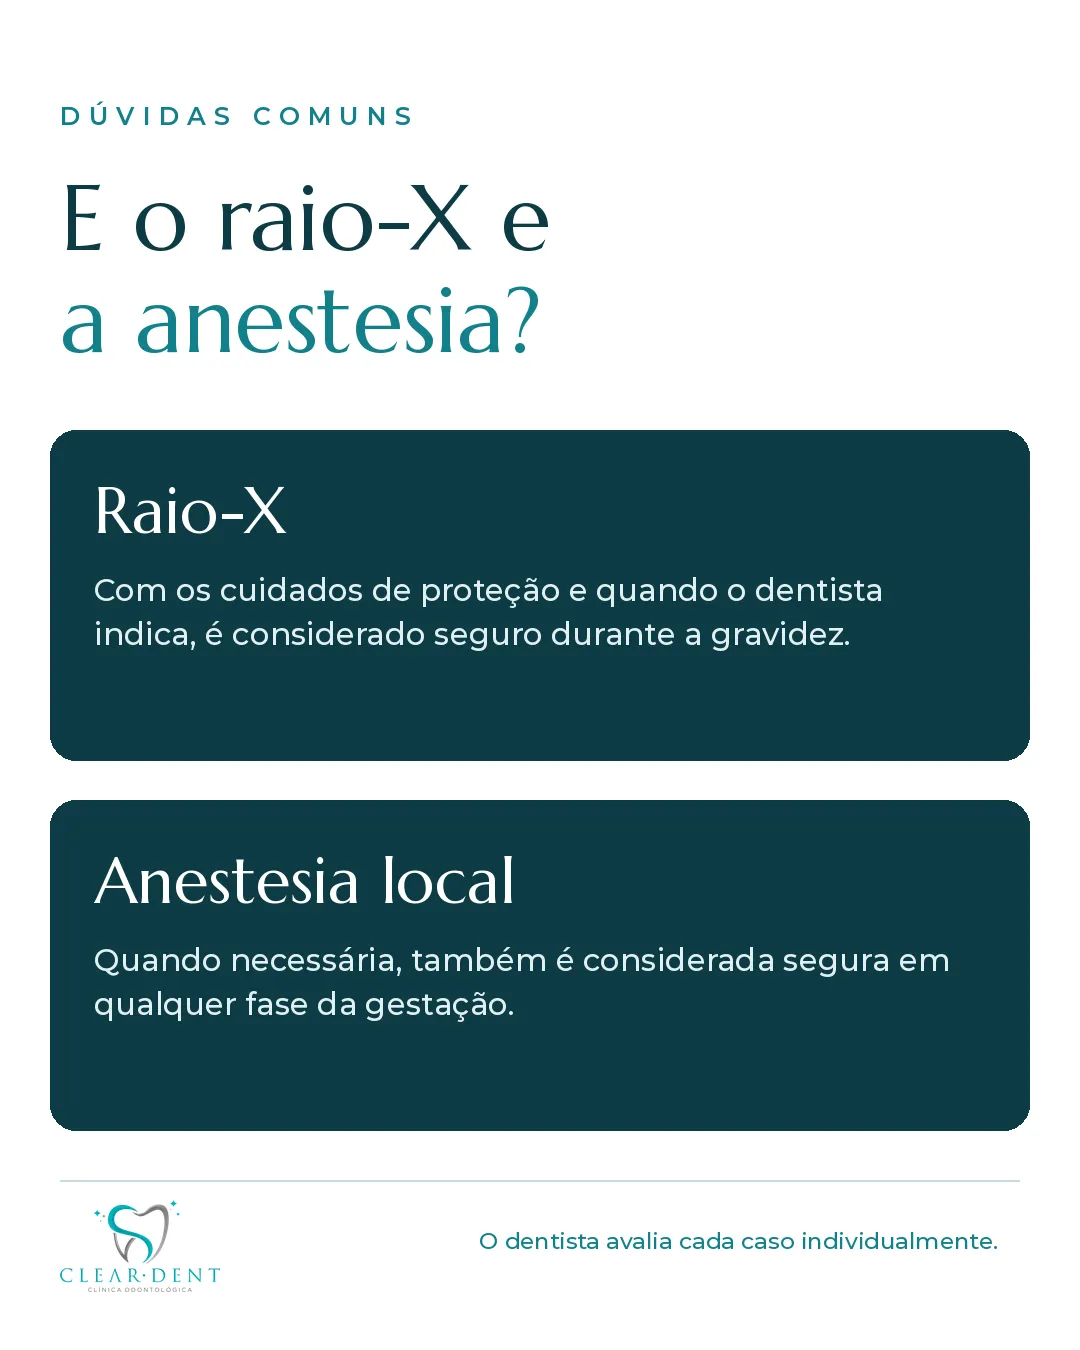 DÚVIDAS COMUNS
E o raio-X e
a anestesia?
Raio-X
Com os cuidados de proteção e quando o dentista
indica, é considerado seguro durante a gravidez.
Anestesia local
Quando necessária, também é considerada segura em
qualquer fase da gestação.
CLEAR·DENT
CLÍNICA ODONTOLÓGICA
O dentista avalia cada caso individualmente.